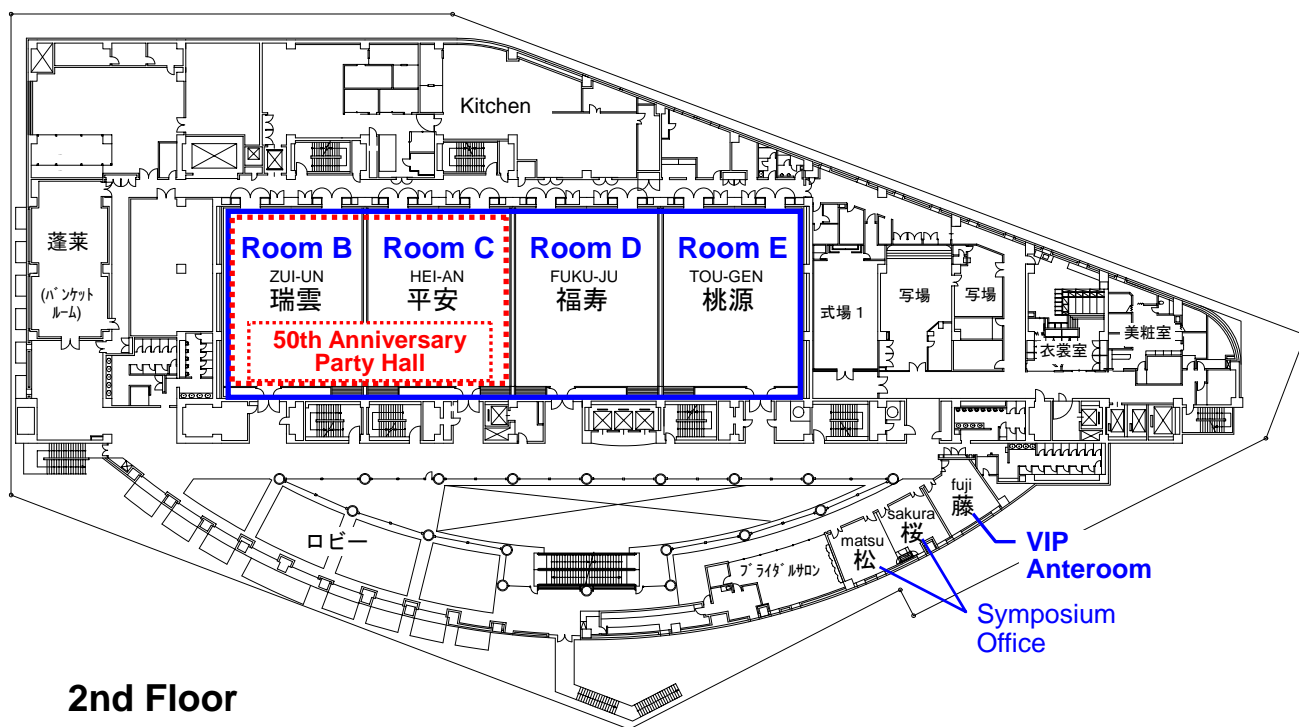 Kitchen
蓬莱
(ﾊﾞﾝｹｯﾄ
ﾙｰﾑ)
Room B
ZUI-UN
瑞雲
Room C
HEI-AN
平安
Room D
FUKU-JU
福寿
Room E
TOU-GEN
桃源
50th Anniversary
Party Hall
式場1
写場
写場
衣裳室
美粧室
ロビー
ﾌﾞﾗｲﾀﾞﾙｻﾛﾝ
matsu
松
sakura
桜
fuji
藤
VIP
Anteroom
Symposium
Office
2nd Floor